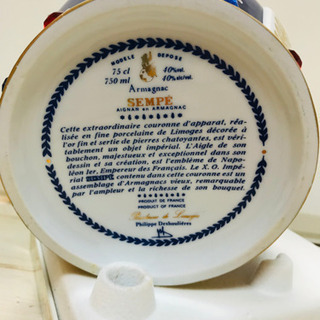 MODELE DEPOSE
75 cl 40%vol.
750 ml 40%alc/vol.
Armagnac
SEMPÉ
AIGNAN en ARMAGNAC
Cette extraordinaire couronne d'apparat, réa-
lisée en fine porcelaine de Limoges décorée à
l'or fin et sertie de pierres chatoyantes, est véri-
tablement un objet impérial. L'Aigle de son
bouchon, majestueux et exceptionnel dans son
dessin et sa création, est l'emblème de Napo-
léon Ier, Empereur des Français. Le X.O. Impé-
rial contenu dans cette couronne est un
assemblage d'Armagnacs vieux, remarquable
par l'ampleur et la richesse de son bouquet.
PRODUIT DE FRANCE
PRODUCT OF FRANCE
Porcelaine de Limoges
Philippe Deshoulières